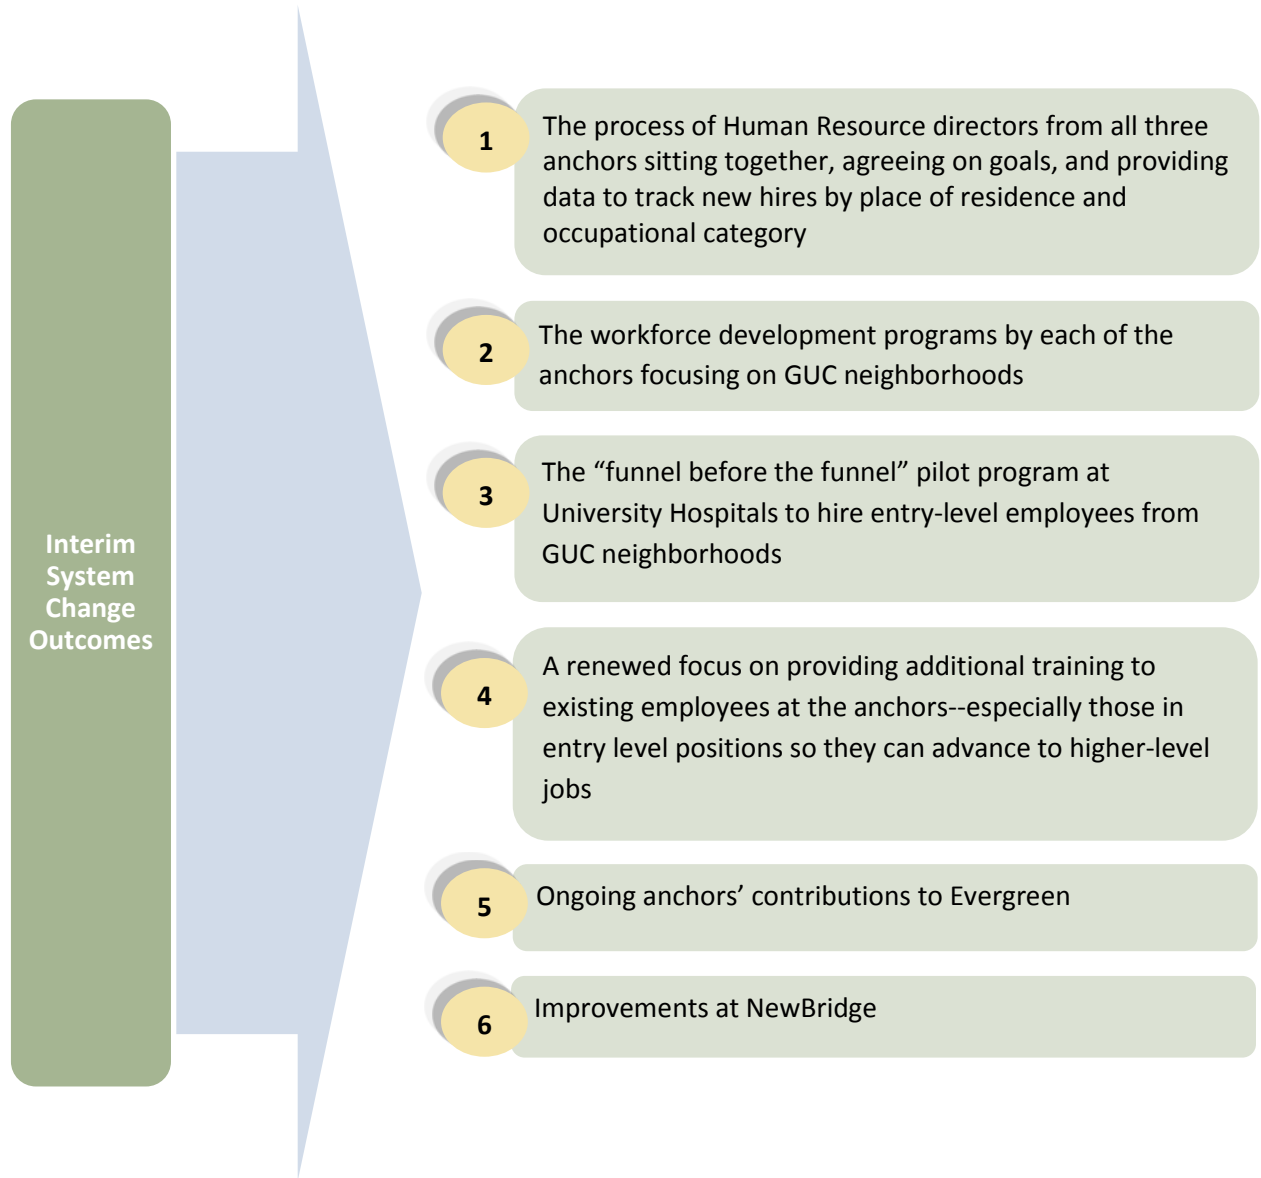 Interim
System
Change
Outcomes
1
The process of Human Resource directors from all three
anchors sitting together, agreeing on goals, and providing
data to track new hires by place of residence and
occupational category
2
The workforce development programs by each of the
anchors focusing on GUC neighborhoods
3
The “funnel before the funnel” pilot program at
University Hospitals to hire entry-level employees from
GUC neighborhoods
4
A renewed focus on providing additional training to
existing employees at the anchors--especially those in
entry level positions so they can advance to higher-level
jobs
5
Ongoing anchors’ contributions to Evergreen
6
Improvements at NewBridge